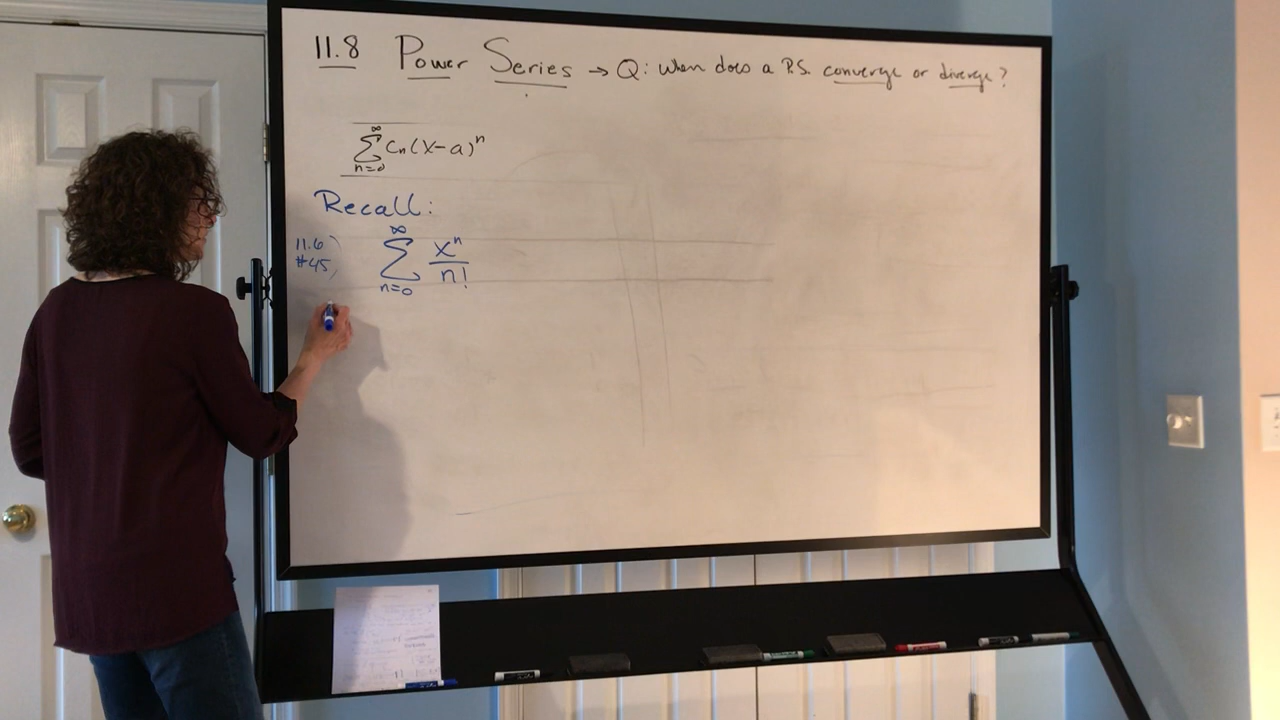 11.8 Power Series → Q: When does a P.S. converge or diverge?
∞
∑ cn(x-a)^n
n=0
Recall:
11.6 ∞
#45) ∑ x^n/n!
n=0